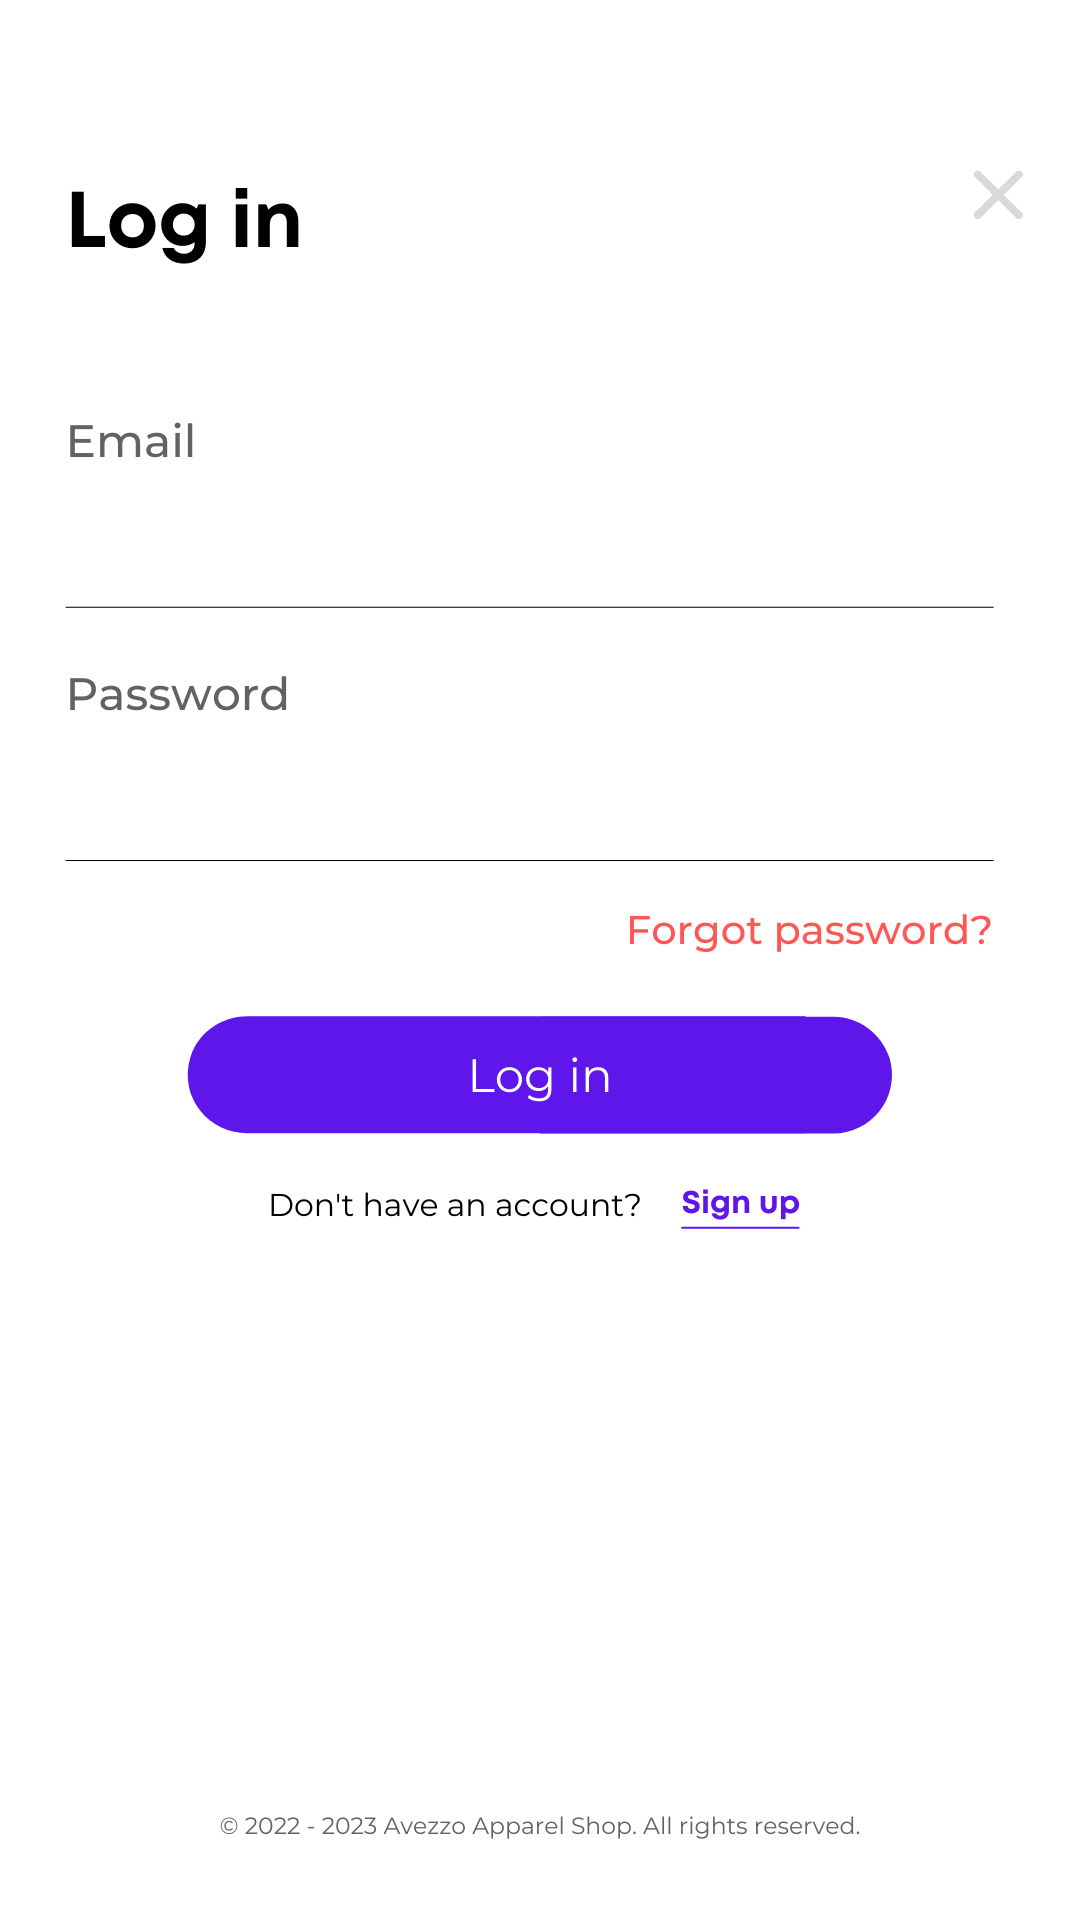 Log in
Email
Password
Forgot password?
Log in
Don't have an account? Sign up
© 2022 - 2023 Avezzo Apparel Shop. All rights reserved.